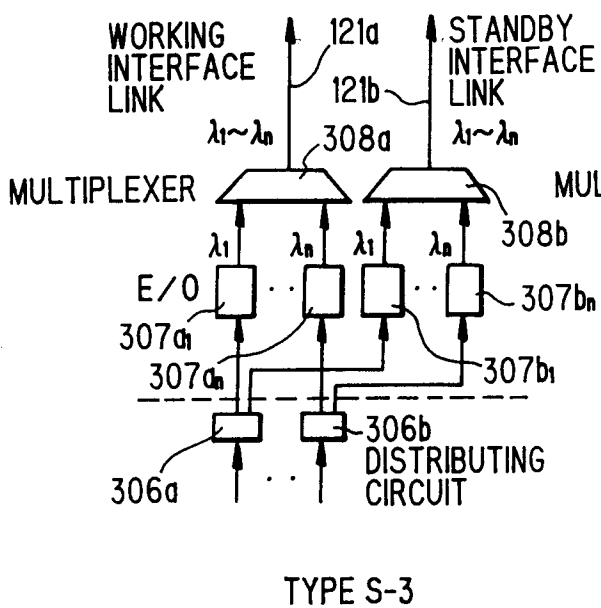 WORKING INTERFACE LINK
121a
STANDBY INTERFACE LINK
121b
λ1~λn
308a
λ1~λn
MULTIPLEXER
MUL
308b
λ1
λn
λ1
λn
E/O
307a1
307an
307b1
307bn
306a
306b
DISTRIBUTING CIRCUIT
TYPE S-3